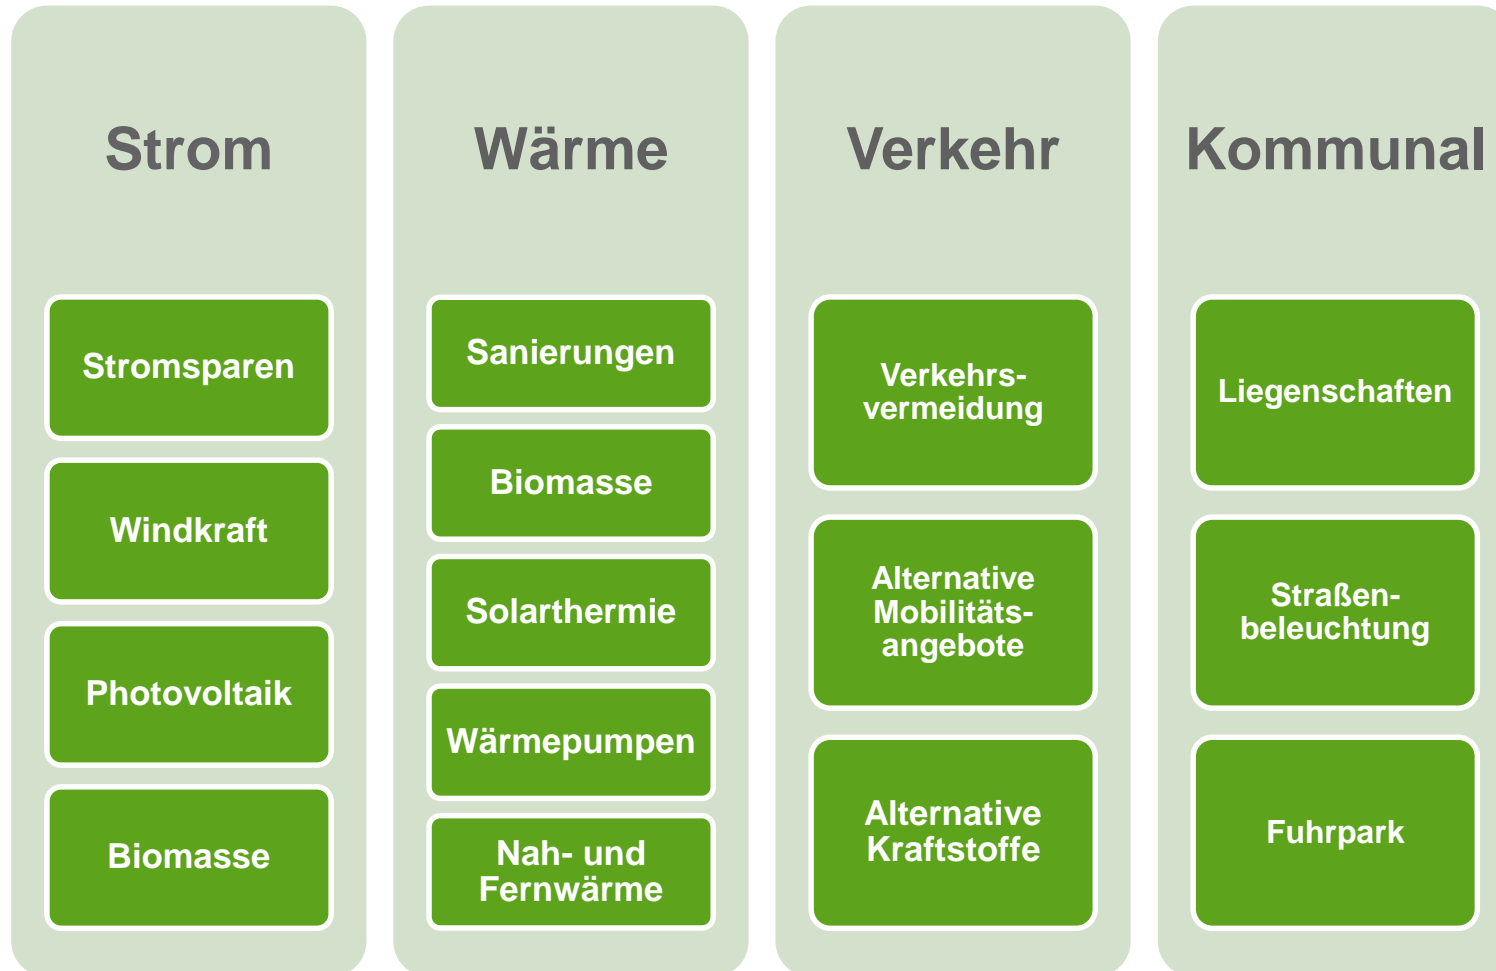 Strom
Stromsparen
Windkraft
Photovoltaik
Biomasse
Wärme
Sanierungen
Biomasse
Solarthermie
Wärmepumpen
Nah- und
Fernwärme
Verkehr
Verkehrs-
vermeidung
Alternative
Mobilitäts-
angebote
Alternative
Kraftstoffe
Kommunal
Liegenschaften
Straßen-
beleuchtung
Fuhrpark